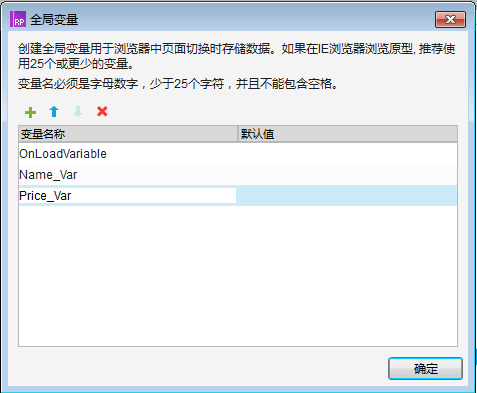 RP 全局变量
创建全局变量用于浏览器中页面切换时存储数据。如果在IE浏览器浏览原型, 推荐使
用25个或更少的变量。
变量名必须是字母数字，少于25个字符，并且不能包含空格。
变量名称 默认值
OnLoadVariable
Name_Var
Price_Var
确定